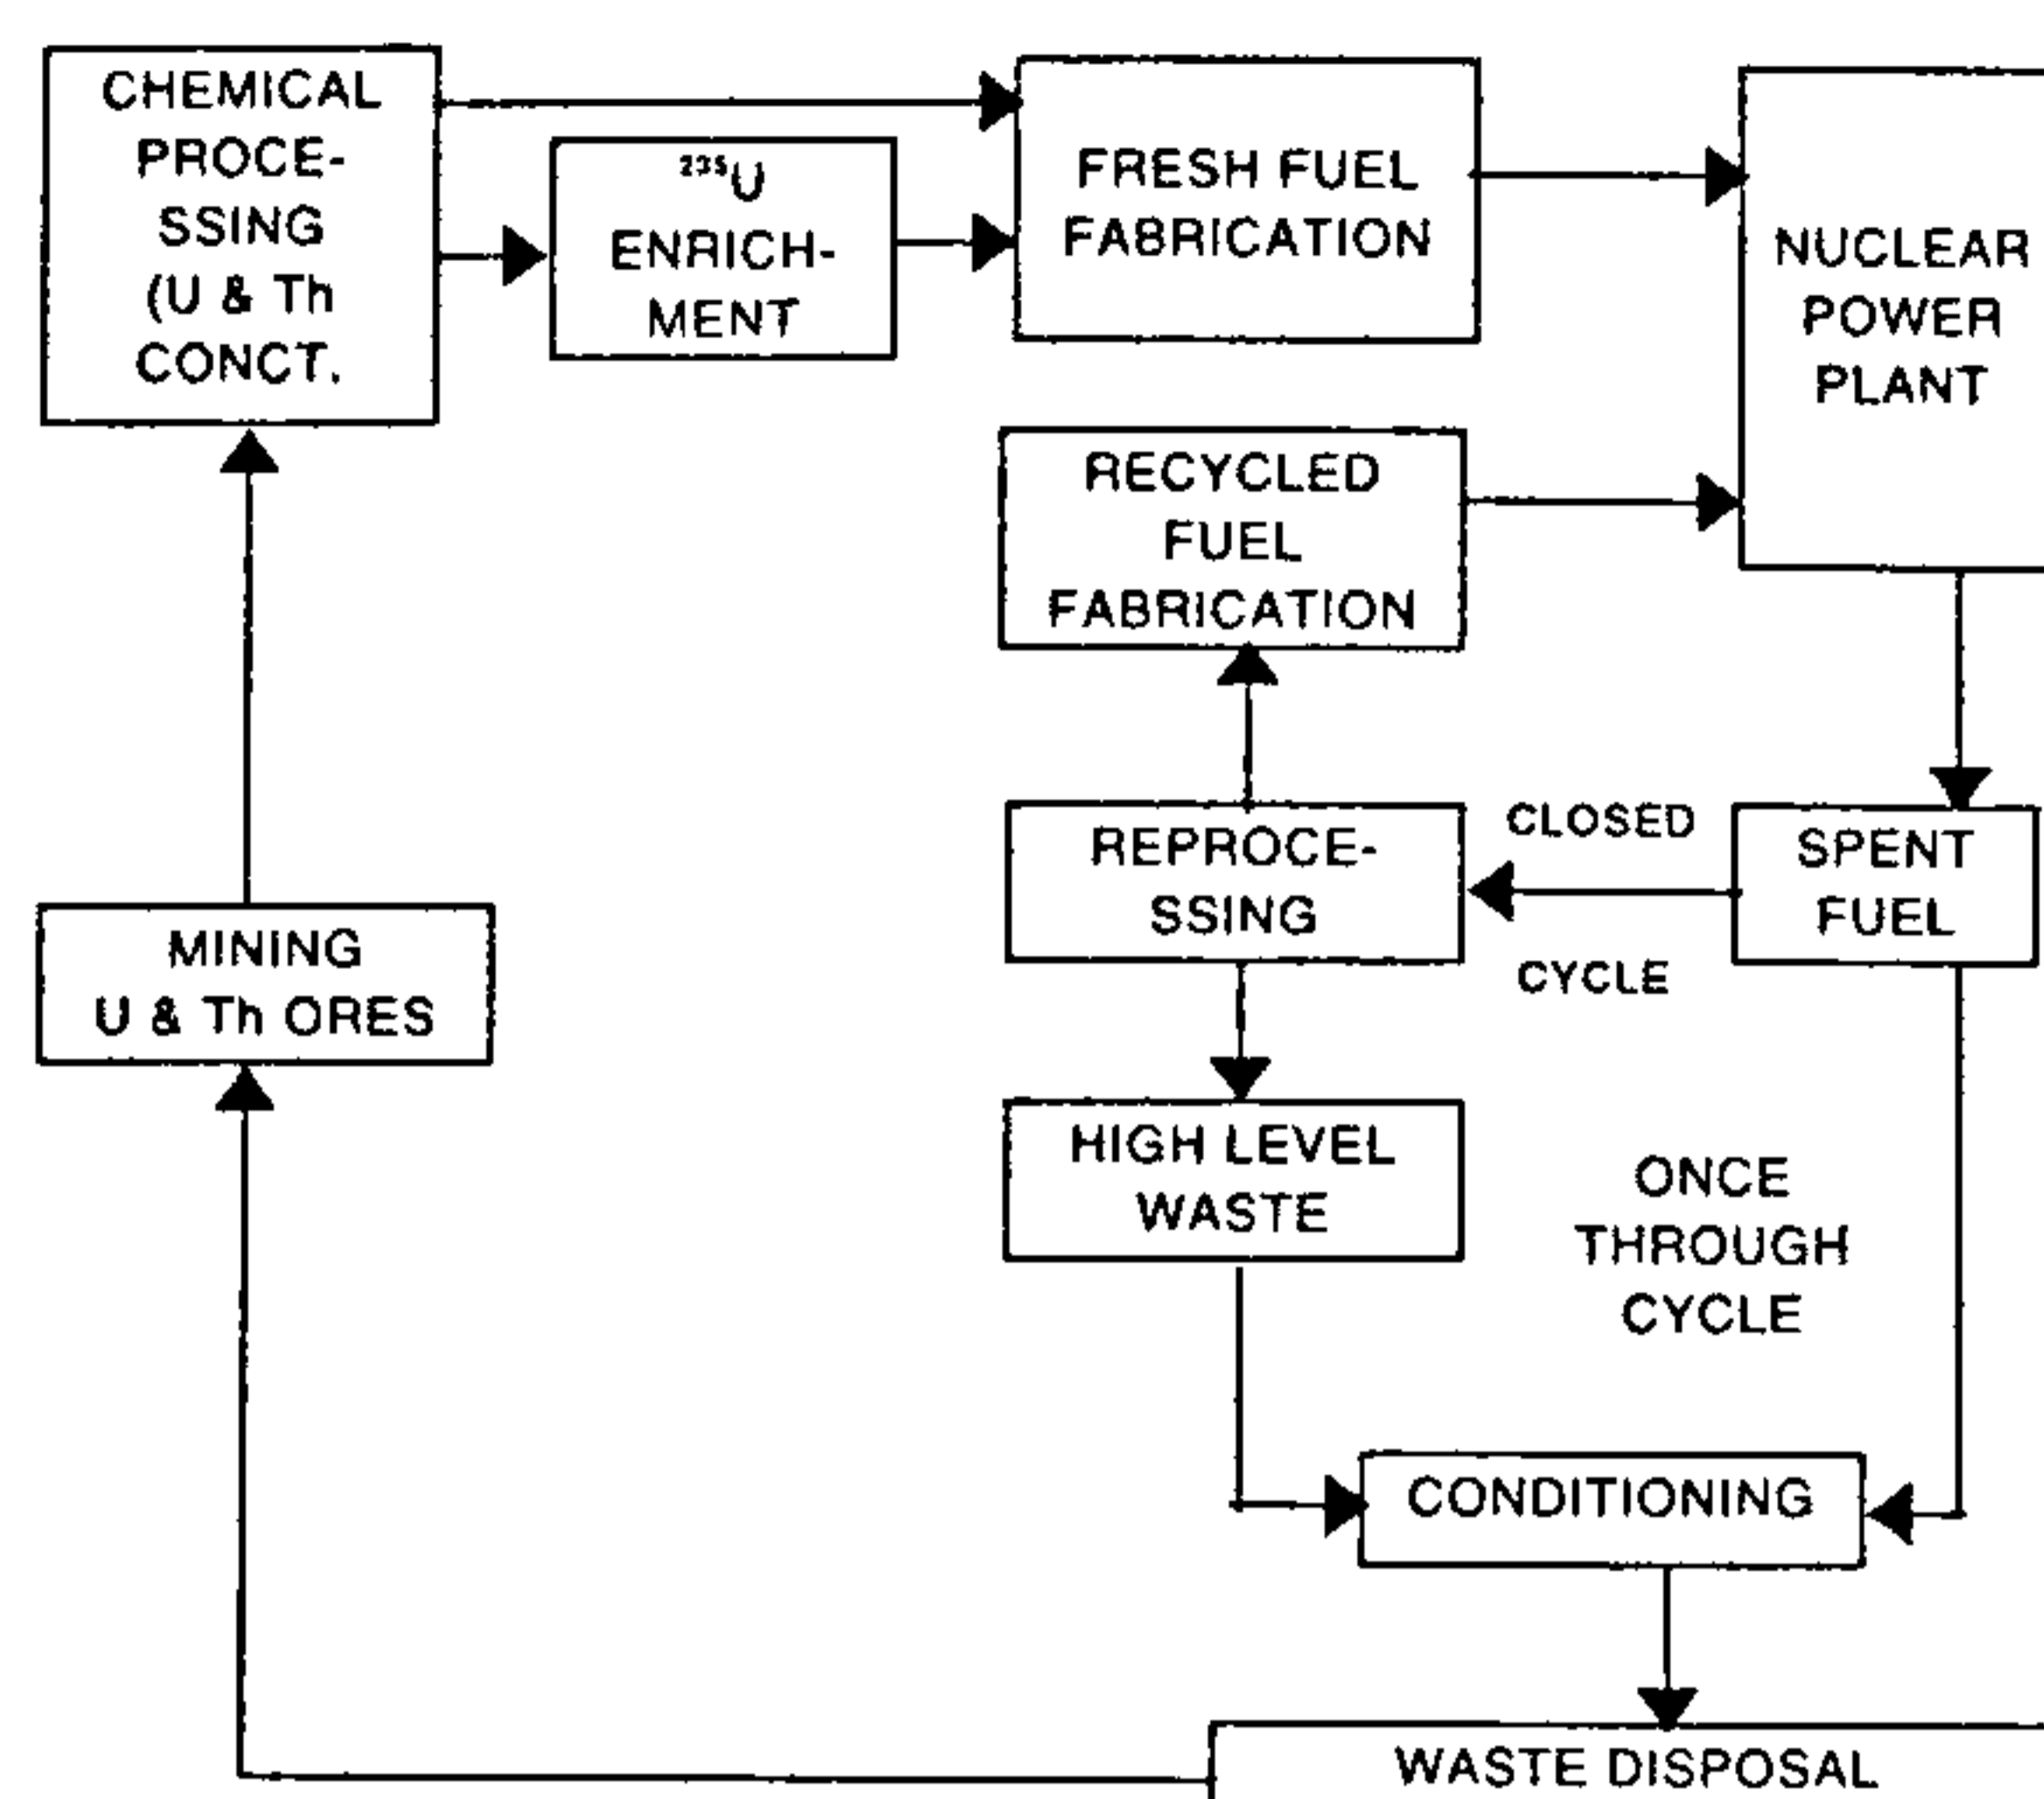 CHEMICAL
PROCE-
SSING
(U & Th
CONCT.
²³⁵U
ENRICH-
MENT
FRESH FUEL
FABRICATION
NUCLEAR
POWER
PLANT
RECYCLED
FUEL
FABRICATION
REPROCE-
SSING
CLOSED
CYCLE
SPENT
FUEL
MINING
U & Th ORES
HIGH LEVEL
WASTE
ONCE
THROUGH
CYCLE
CONDITIONING
WASTE DISPOSAL